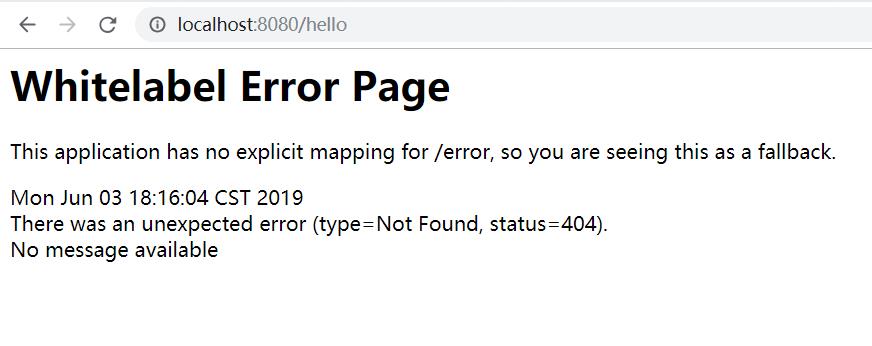 localhost:8080/hello
Whitelabel Error Page
This application has no explicit mapping for /error, so you are seeing this as a fallback.
Mon Jun 03 18:16:04 CST 2019
There was an unexpected error (type=Not Found, status=404).
No message available